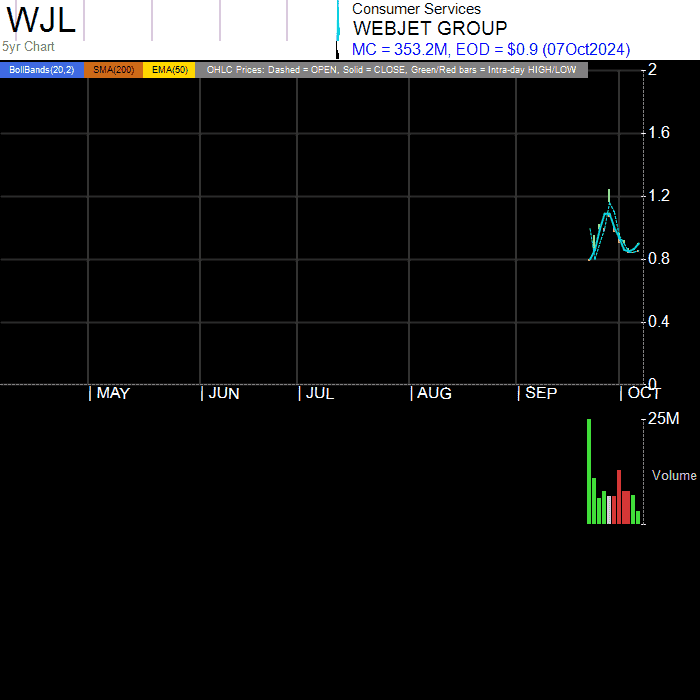 WJL
5yr Chart
Consumer Services
WEBJET GROUP
MC = 353.2M, EOD = $0.9 (07Oct2024)
BollBands(20,2) SMA(200) EMA(50) OHLC Prices: Dashed = OPEN, Solid = CLOSE, Green/Red bars = Intra-day HIGH/LOW
2
1.6
1.2
0.8
0.4
0
| MAY | JUN | JUL | AUG | SEP | OCT
25M
Volume